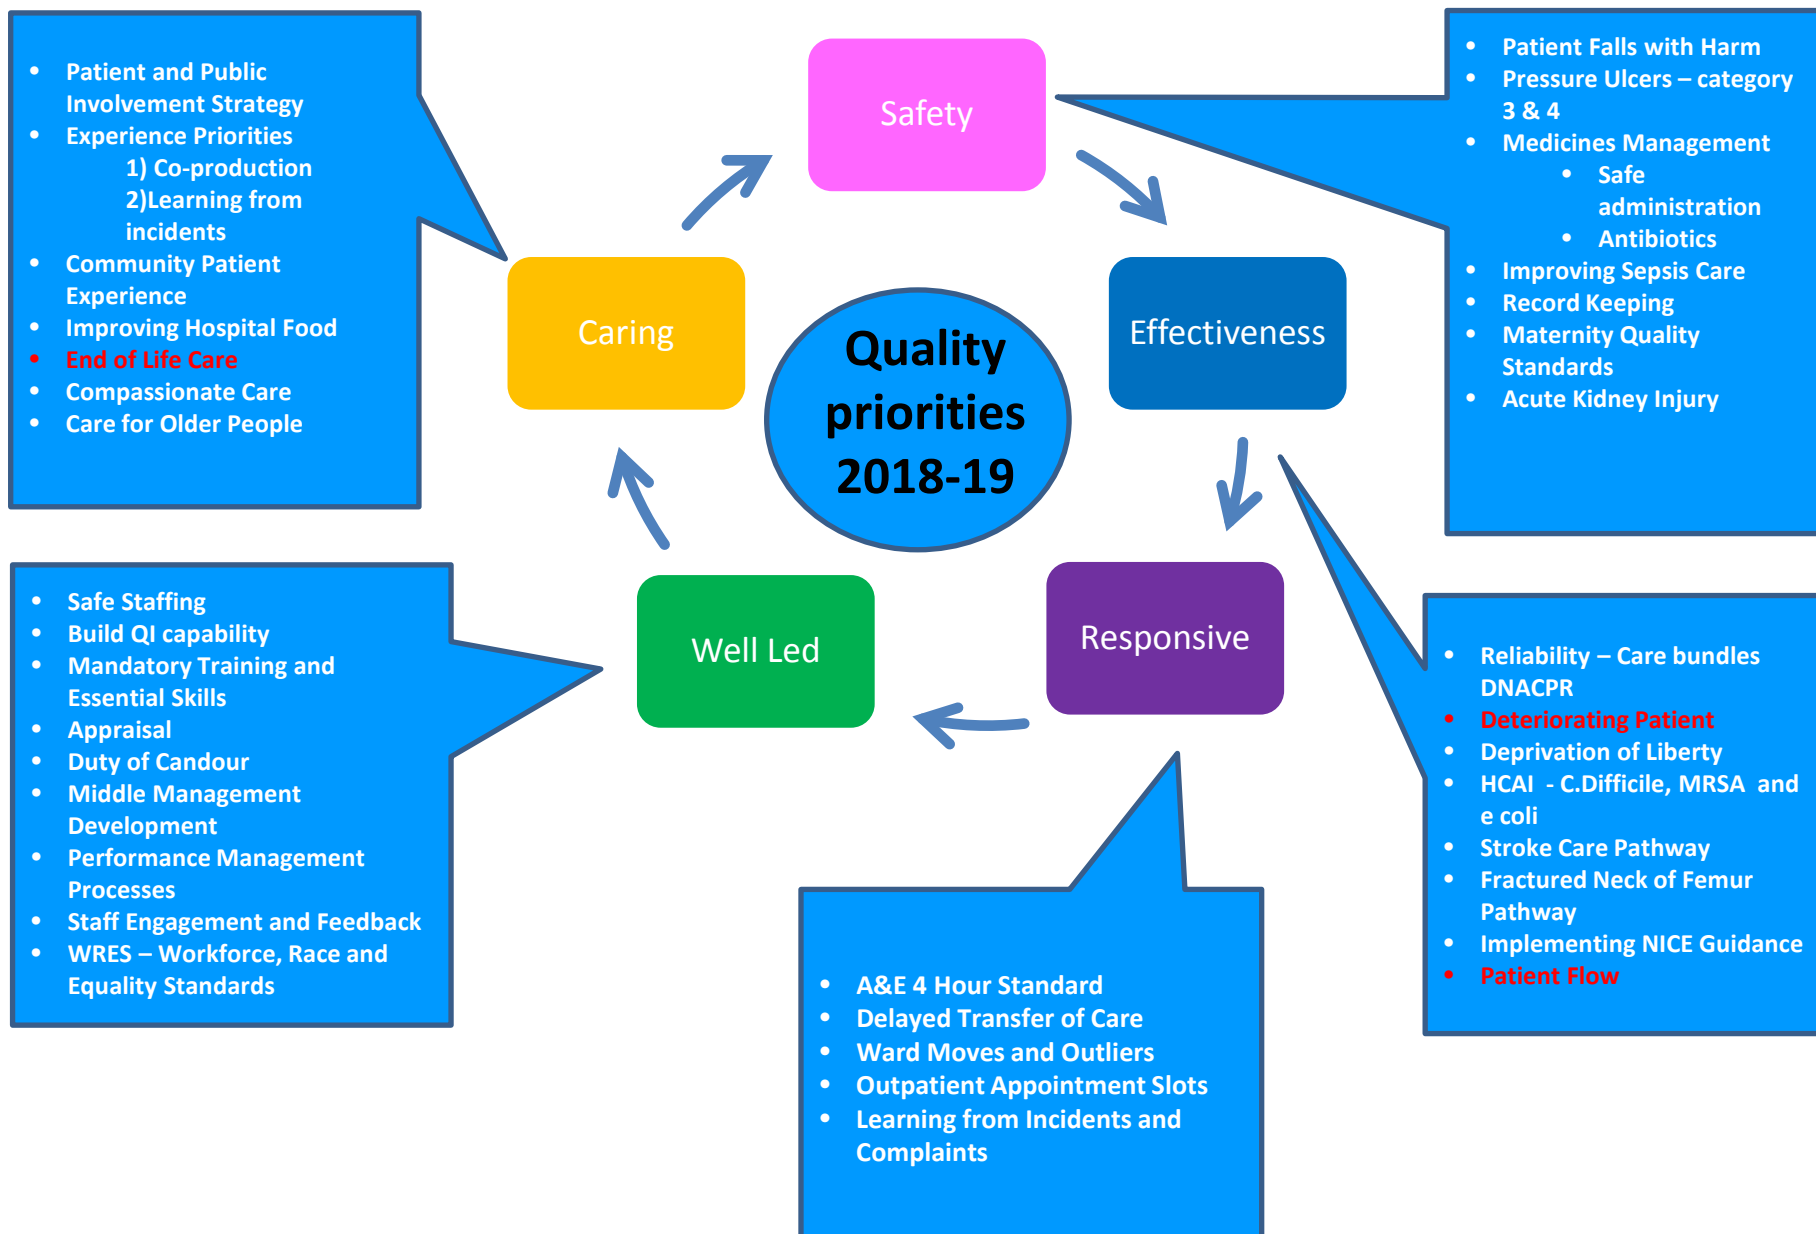 • Patient and Public
Involvement Strategy
• Experience Priorities
1) Co-production
2)Learning from
incidents
• Community Patient
Experience
• Improving Hospital Food
• End of Life Care
• Compassionate Care
• Care for Older People
Safety
• Patient Falls with Harm
• Pressure Ulcers – category
3 & 4
• Medicines Management
• Safe
administration
• Antibiotics
• Improving Sepsis Care
• Record Keeping
• Maternity Quality
Standards
• Acute Kidney Injury
Caring
Quality
priorities
2018-19
Effectiveness
• Safe Staffing
• Build QI capability
• Mandatory Training and
Essential Skills
• Appraisal
• Duty of Candour
• Middle Management
Development
• Performance Management
Processes
• Staff Engagement and Feedback
• WRES – Workforce, Race and
Equality Standards
Well Led
Responsive
• Reliability – Care bundles
DNACPR
• Deteriorating Patient
• Deprivation of Liberty
• HCAI - C.Difficile, MRSA and
e coli
• Stroke Care Pathway
• Fractured Neck of Femur
Pathway
• Implementing NICE Guidance
• Patient Flow
• A&E 4 Hour Standard
• Delayed Transfer of Care
• Ward Moves and Outliers
• Outpatient Appointment Slots
• Learning from Incidents and
Complaints